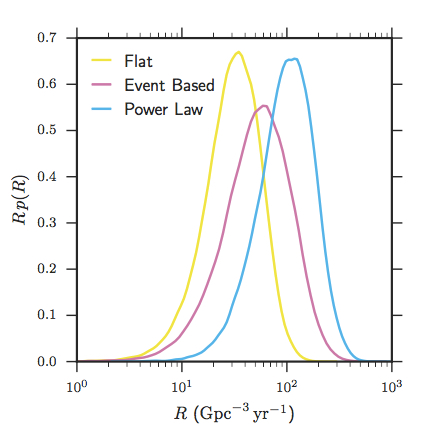 0.7
0.6
0.5
0.4
0.3
0.2
0.1
0.0
R p(R)
Flat
Event Based
Power Law
10⁰ 10¹ 10² 10³
R (Gpc⁻³ yr⁻¹)